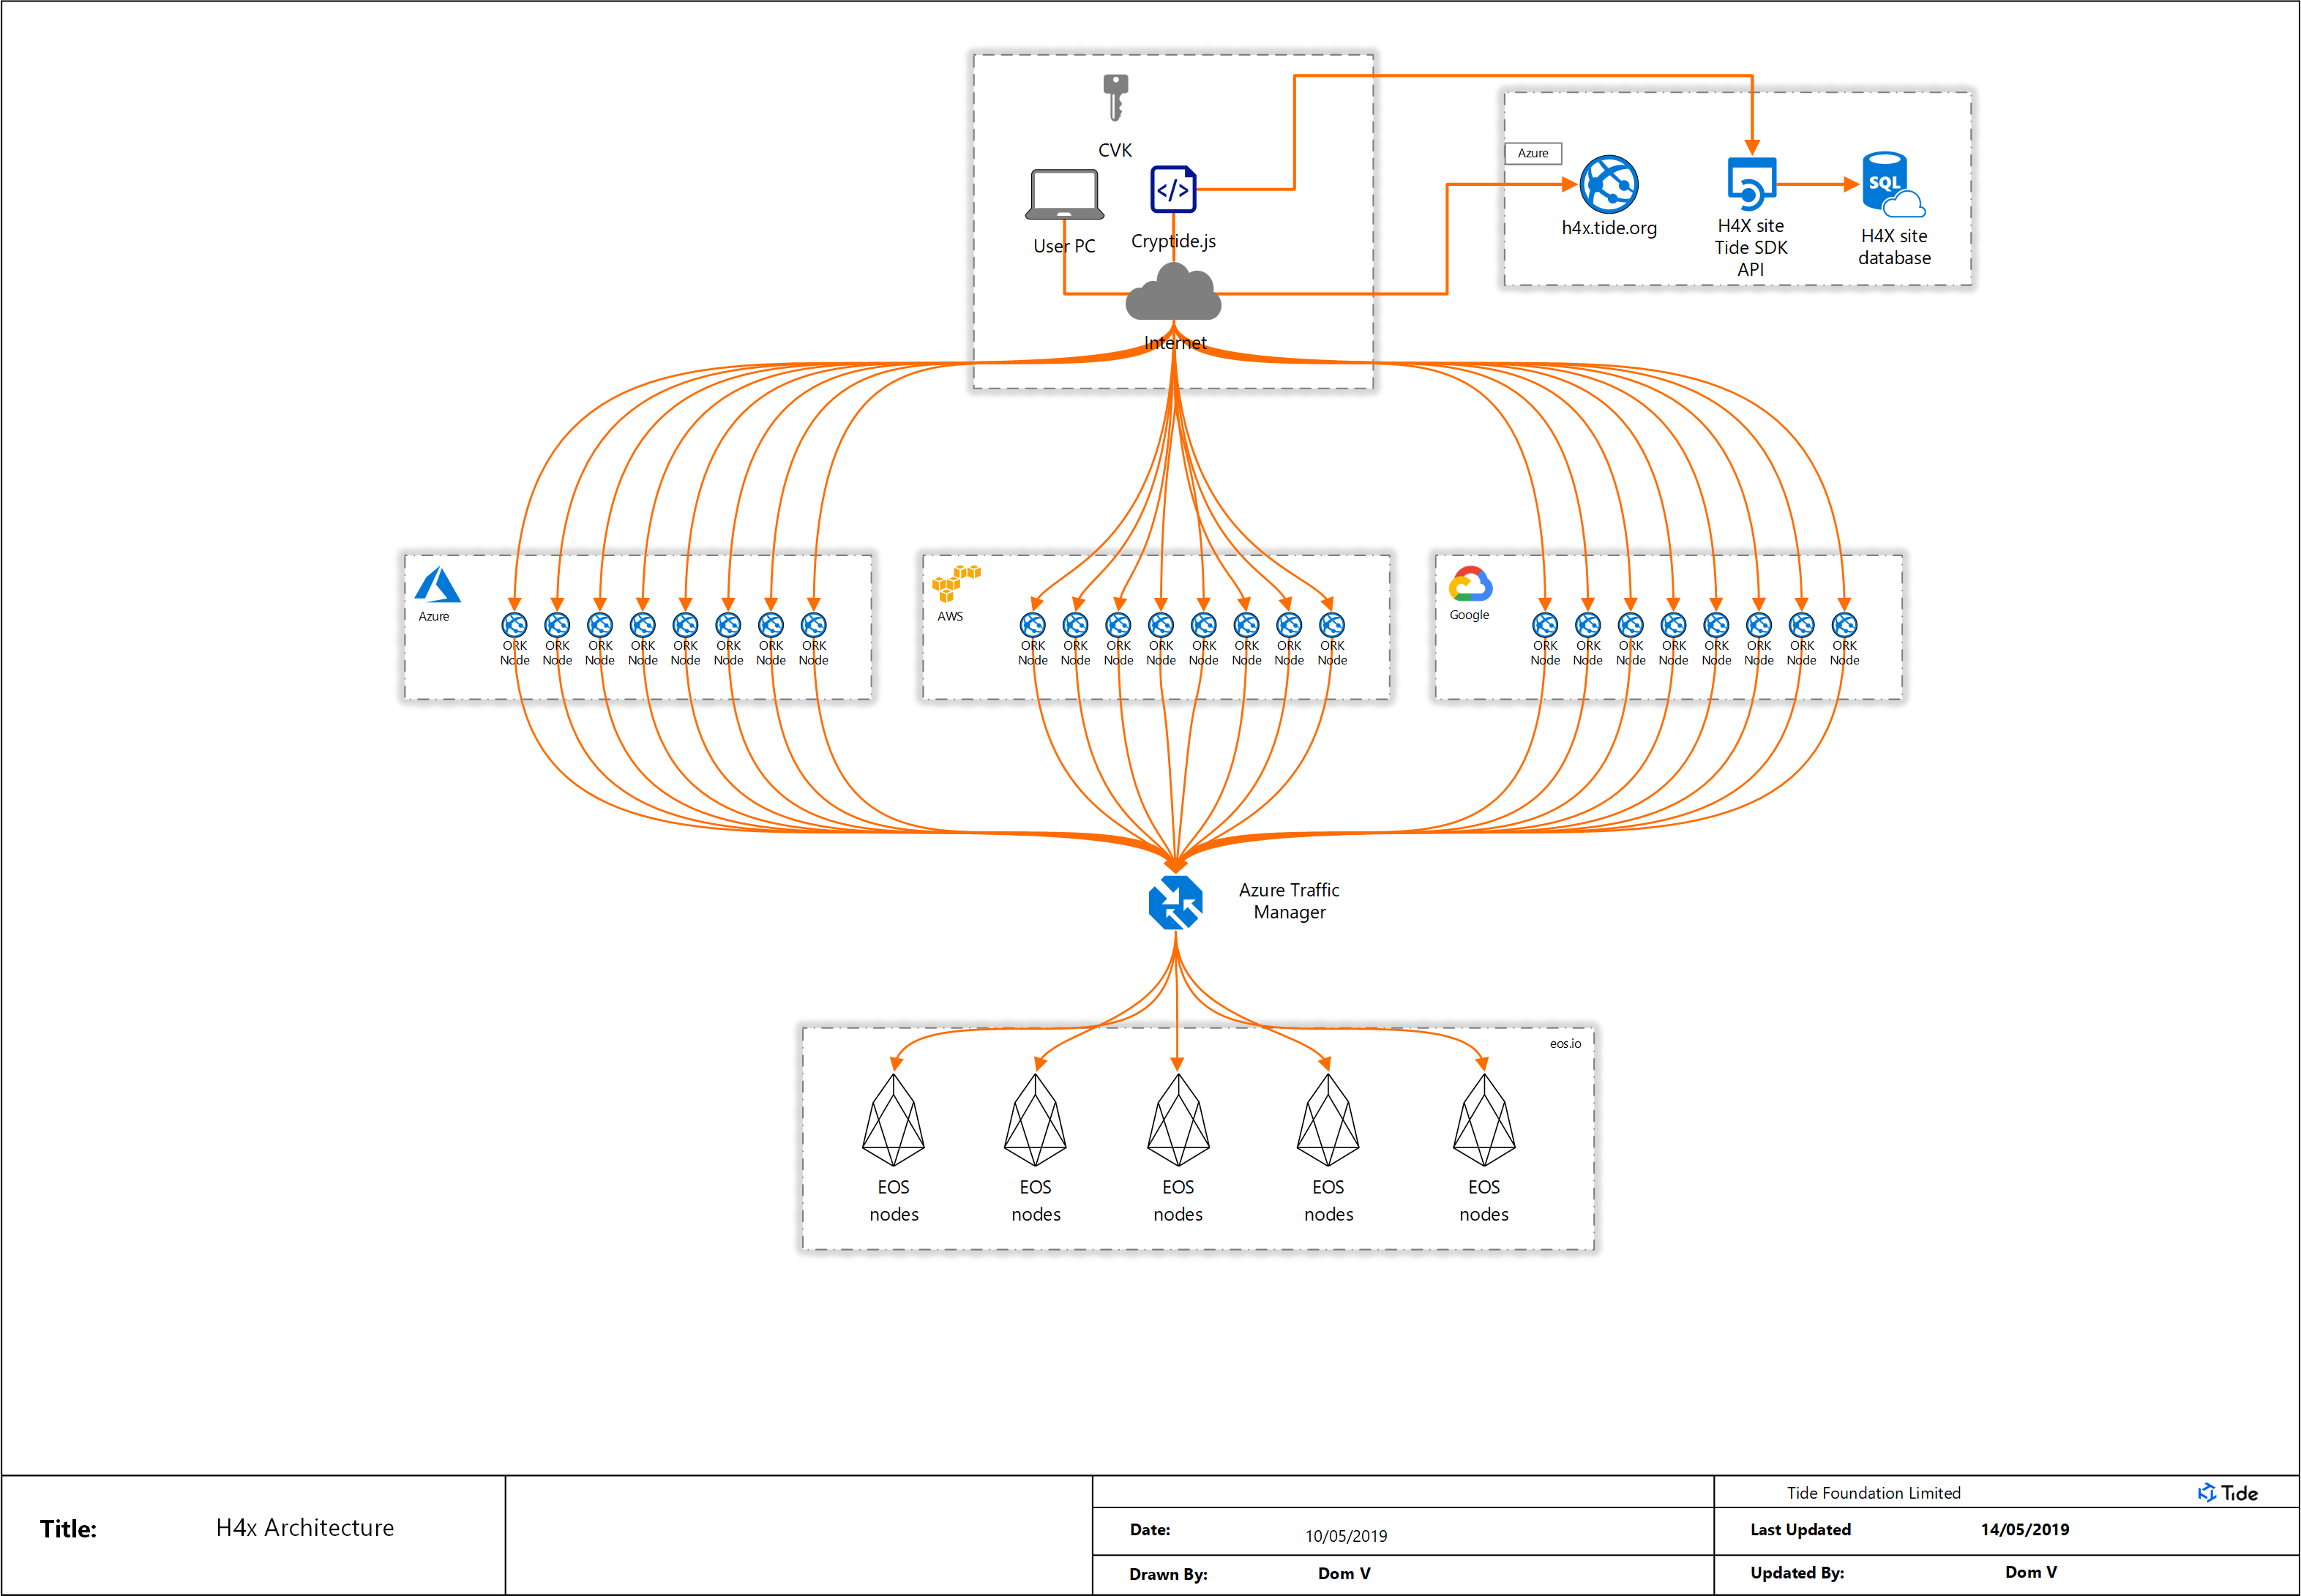 CVK
Azure
User PC
Cryptide.js
</>
SQL
h4x.tide.org
H4X site
Tide SDK
API
H4X site
database
Internet
Azure
ORK
Node
ORK
Node
ORK
Node
ORK
Node
ORK
Node
ORK
Node
ORK
Node
ORK
Node
AWS
ORK
Node
ORK
Node
ORK
Node
ORK
Node
ORK
Node
ORK
Node
ORK
Node
ORK
Node
Google
ORK
Node
ORK
Node
ORK
Node
ORK
Node
ORK
Node
ORK
Node
ORK
Node
ORK
Node
Azure Traffic
Manager
eos.io
EOS
nodes
EOS
nodes
EOS
nodes
EOS
nodes
EOS
nodes
Title: H4x Architecture
Date: 10/05/2019
Drawn By: Dom V
Tide Foundation Limited Tide
Last Updated 14/05/2019
Updated By: Dom V